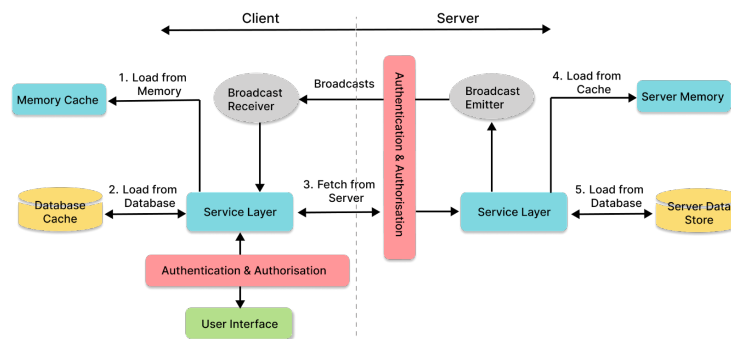 Client
Server
1. Load from
Memory
Memory Cache
Broadcast
Receiver
Broadcasts
Authentication & Authorisation
Broadcast
Emitter
4. Load from
Cache
Server Memory
Database
Cache
2. Load from
Database
Service Layer
3. Fetch from
Server
Service Layer
5. Load from
Database
Server Data
Store
Authentication & Authorisation
User Interface